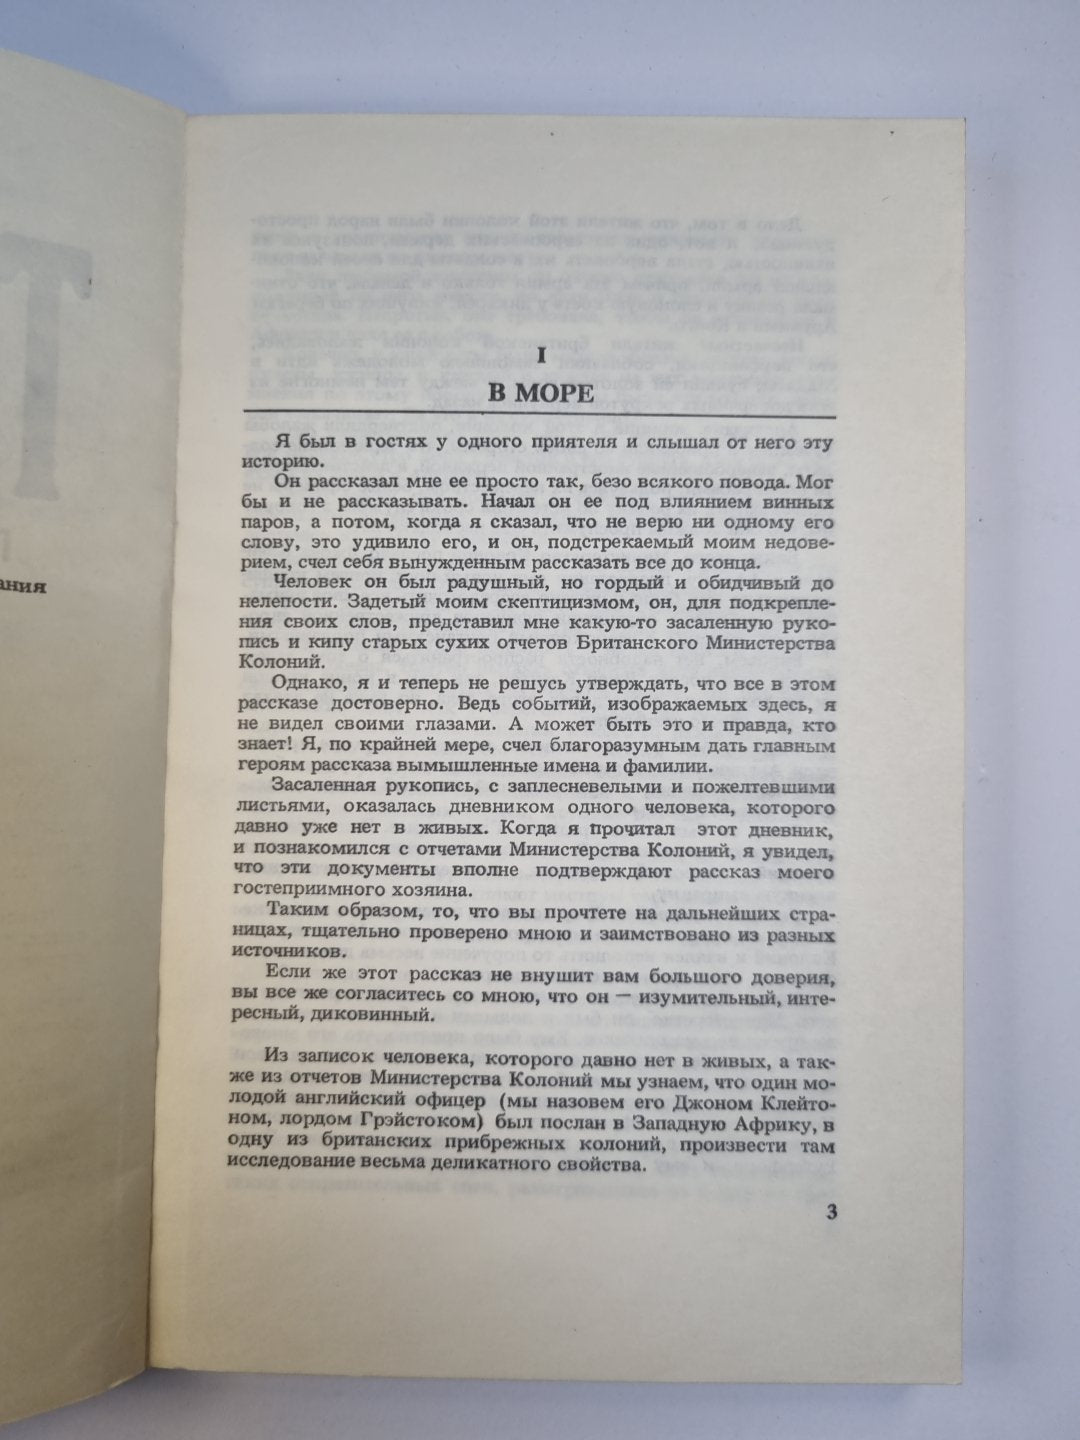 Т
ания
I
В МОРЕ
Я был в гостях у одного приятеля и слышал от него эту
историю.
Он рассказал мне ее просто так, безо всякого повода. Мог
бы и не рассказывать. Начал он ее под влиянием винных
паров, а потом, когда я сказал, что не верю ни одному его
слову, это удивило его, и он, подстрекаемый моим недове-
рием, счел себя вынужденным рассказать все до конца.
Человек он был радушный, но гордый и обидчивый до
нелепости. Задетый моим скептицизмом, он, для подкрепле-
ния своих слов, представил мне какую-то засаленную руко-
пись и кипу старых сухих отчетов Британского Министерства
Колоний.
Однако, я и теперь не решусь утверждать, что все в этом
рассказе достоверно. Ведь событий, изображаемых здесь, я
не видел своими глазами. А может быть это и правда, кто
знает! Я, по крайней мере, счел благоразумным дать главным
героям рассказа вымышленные имена и фамилии.
Засаленная рукопись, с заплесневелыми и пожелтевшими
листьями, оказалась дневником одного человека, которого
давно уже нет в живых. Когда я прочитал этот дневник,
и познакомился с отчетами Министерства Колоний, я увидел,
что эти документы вполне подтверждают рассказ моего
гостеприимного хозяина.
Таким образом, то, что вы прочтете на дальнейших стра-
ницах, тщательно проверено мною и заимствовано из разных
источников.
Если же этот рассказ не внушит вам большого доверия,
вы все же согласитесь со мною, что он — изумительный, инте-
ресный, диковинный.
Из записок человека, которого давно нет в живых, а так-
же из отчетов Министерства Колоний мы узнаем, что один мо-
лодой английский офицер (мы назовем его Джоном Клейто-
ном, лордом Грэйстоком) был послан в Западную Африку, в
одну из британских прибрежных колоний, произвести там
исследование весьма деликатного свойства.
3